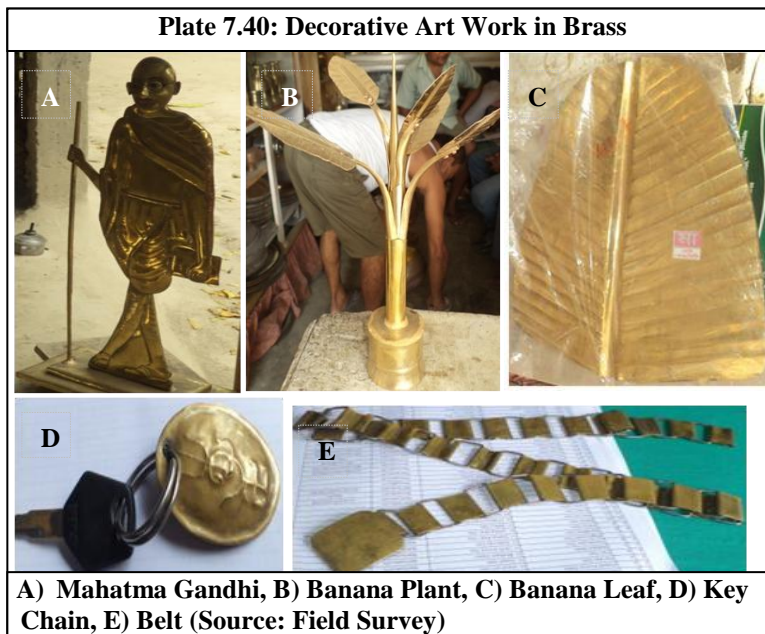 Plate 7.40: Decorative Art Work in Brass
A
B
C
D
E
A) Mahatma Gandhi, B) Banana Plant, C) Banana Leaf, D) Key
Chain, E) Belt (Source: Field Survey)